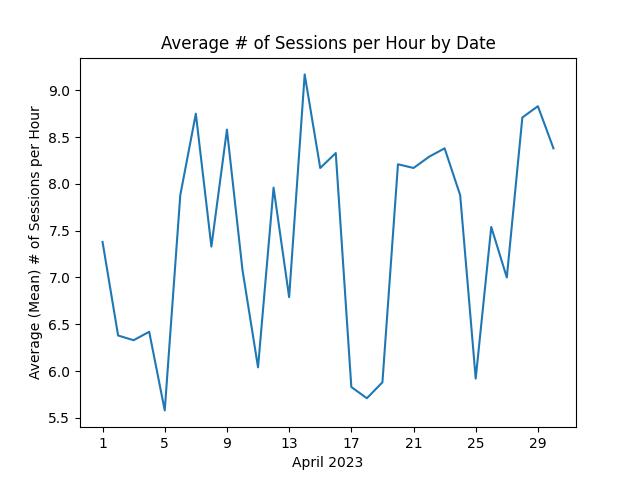 Average # of Sessions per Hour by Date
Average (Mean) # of Sessions per Hour
9.0
8.5
8.0
7.5
7.0
6.5
6.0
5.5
1 5 9 13 17 21 25 29
April 2023